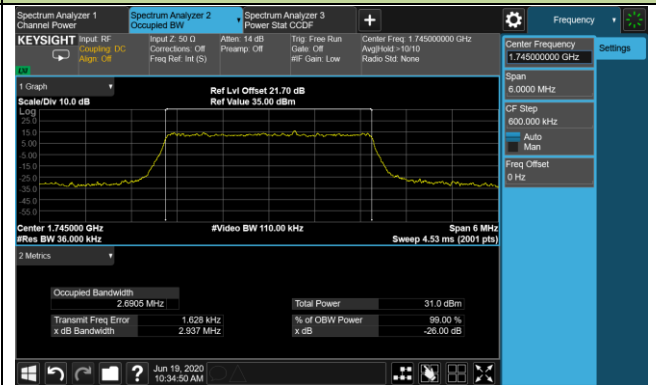 Spectrum Analyzer 1
Channel Power
Spectrum Analyzer 2
Occupied BW
Spectrum Analyzer 3
Power Stat CCDF
+
Frequency
KEYSIGHT
Input: RF
Coupling: DC
Align: Off
Input Z: 50 Ω
Corrections: Off
Freq Ref: Int (S)
Atten: 14 dB
Preamp: Off
Trig: Free Run
Gate: Off
#IF Gain: Low
Center Freq: 1.745000000 GHz
Avg|Hold:>10/10
Radio Std: None
Center Frequency
1.745000000 GHz
Settings
Span
6.0000 MHz
CF Step
600.000 kHz
Auto
Man
Freq Offset
0 Hz
1 Graph
Scale/Div 10.0 dB
Ref Lvl Offset 21.70 dB
Ref Value 35.00 dBm
Log
25.0
15.0
5.00
-5.00
-15.0
-25.0
-35.0
-45.0
-55.0
Center 1.745000 GHz
#Res BW 36.000 kHz
#Video BW 110.00 kHz
Span 6 MHz
Sweep 4.53 ms (2001 pts)
2 Metrics
Occupied Bandwidth
2.6905 MHz
Total Power 31.0 dBm
Transmit Freq Error 1.628 kHz
% of OBW Power 99.00 %
x dB Bandwidth 2.937 MHz
x dB -26.00 dB
?
Jun 19, 2020
10:34:50 AM